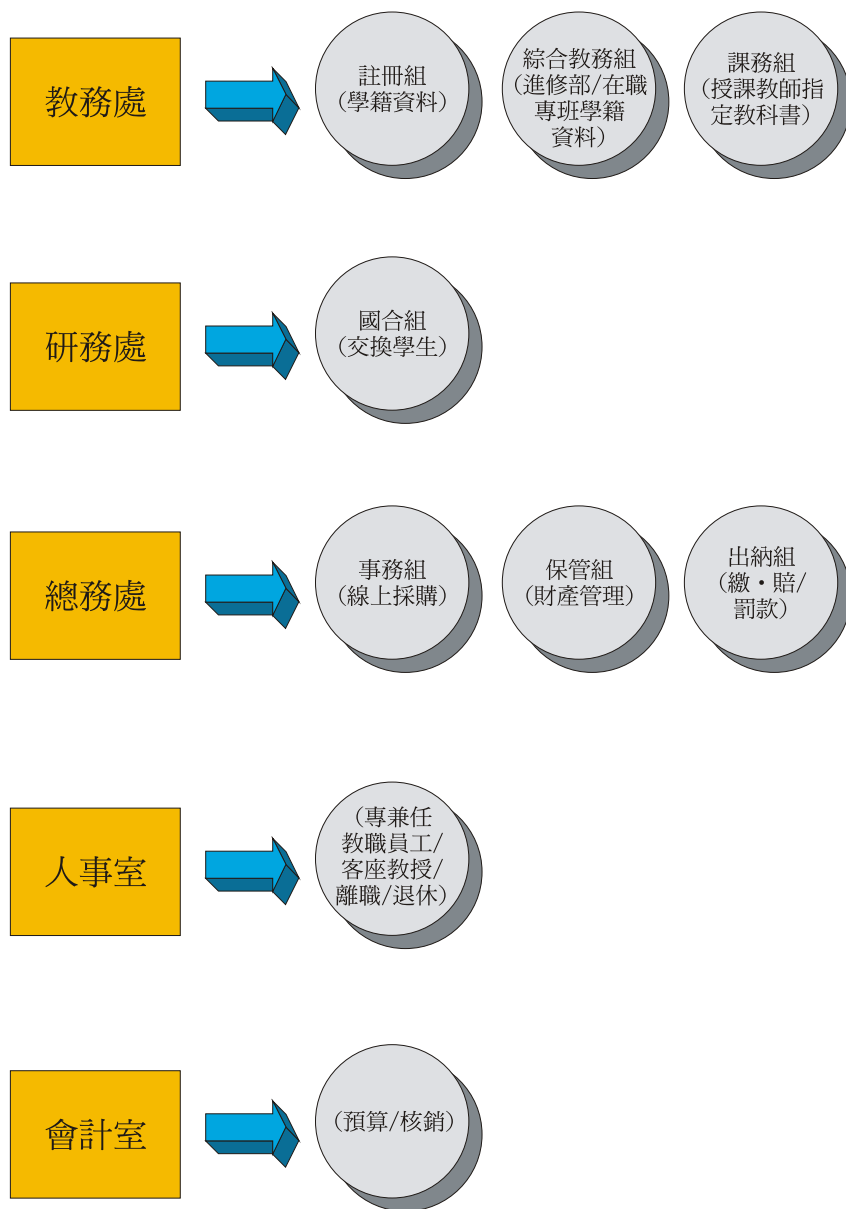 教務處
註冊組
(學籍資料)
綜合教務組
(進修部/在職
專班學籍
資料)
課務組
(授課教師指
定教科書)
研務處
國合組
(交換學生)
總務處
事務組
(線上採購)
保管組
(財產管理)
出納組
(繳・賠/
罰款)
人事室
(專兼任
教職員工/
客座教授/
離職/退休)
會計室
(預算/核銷)